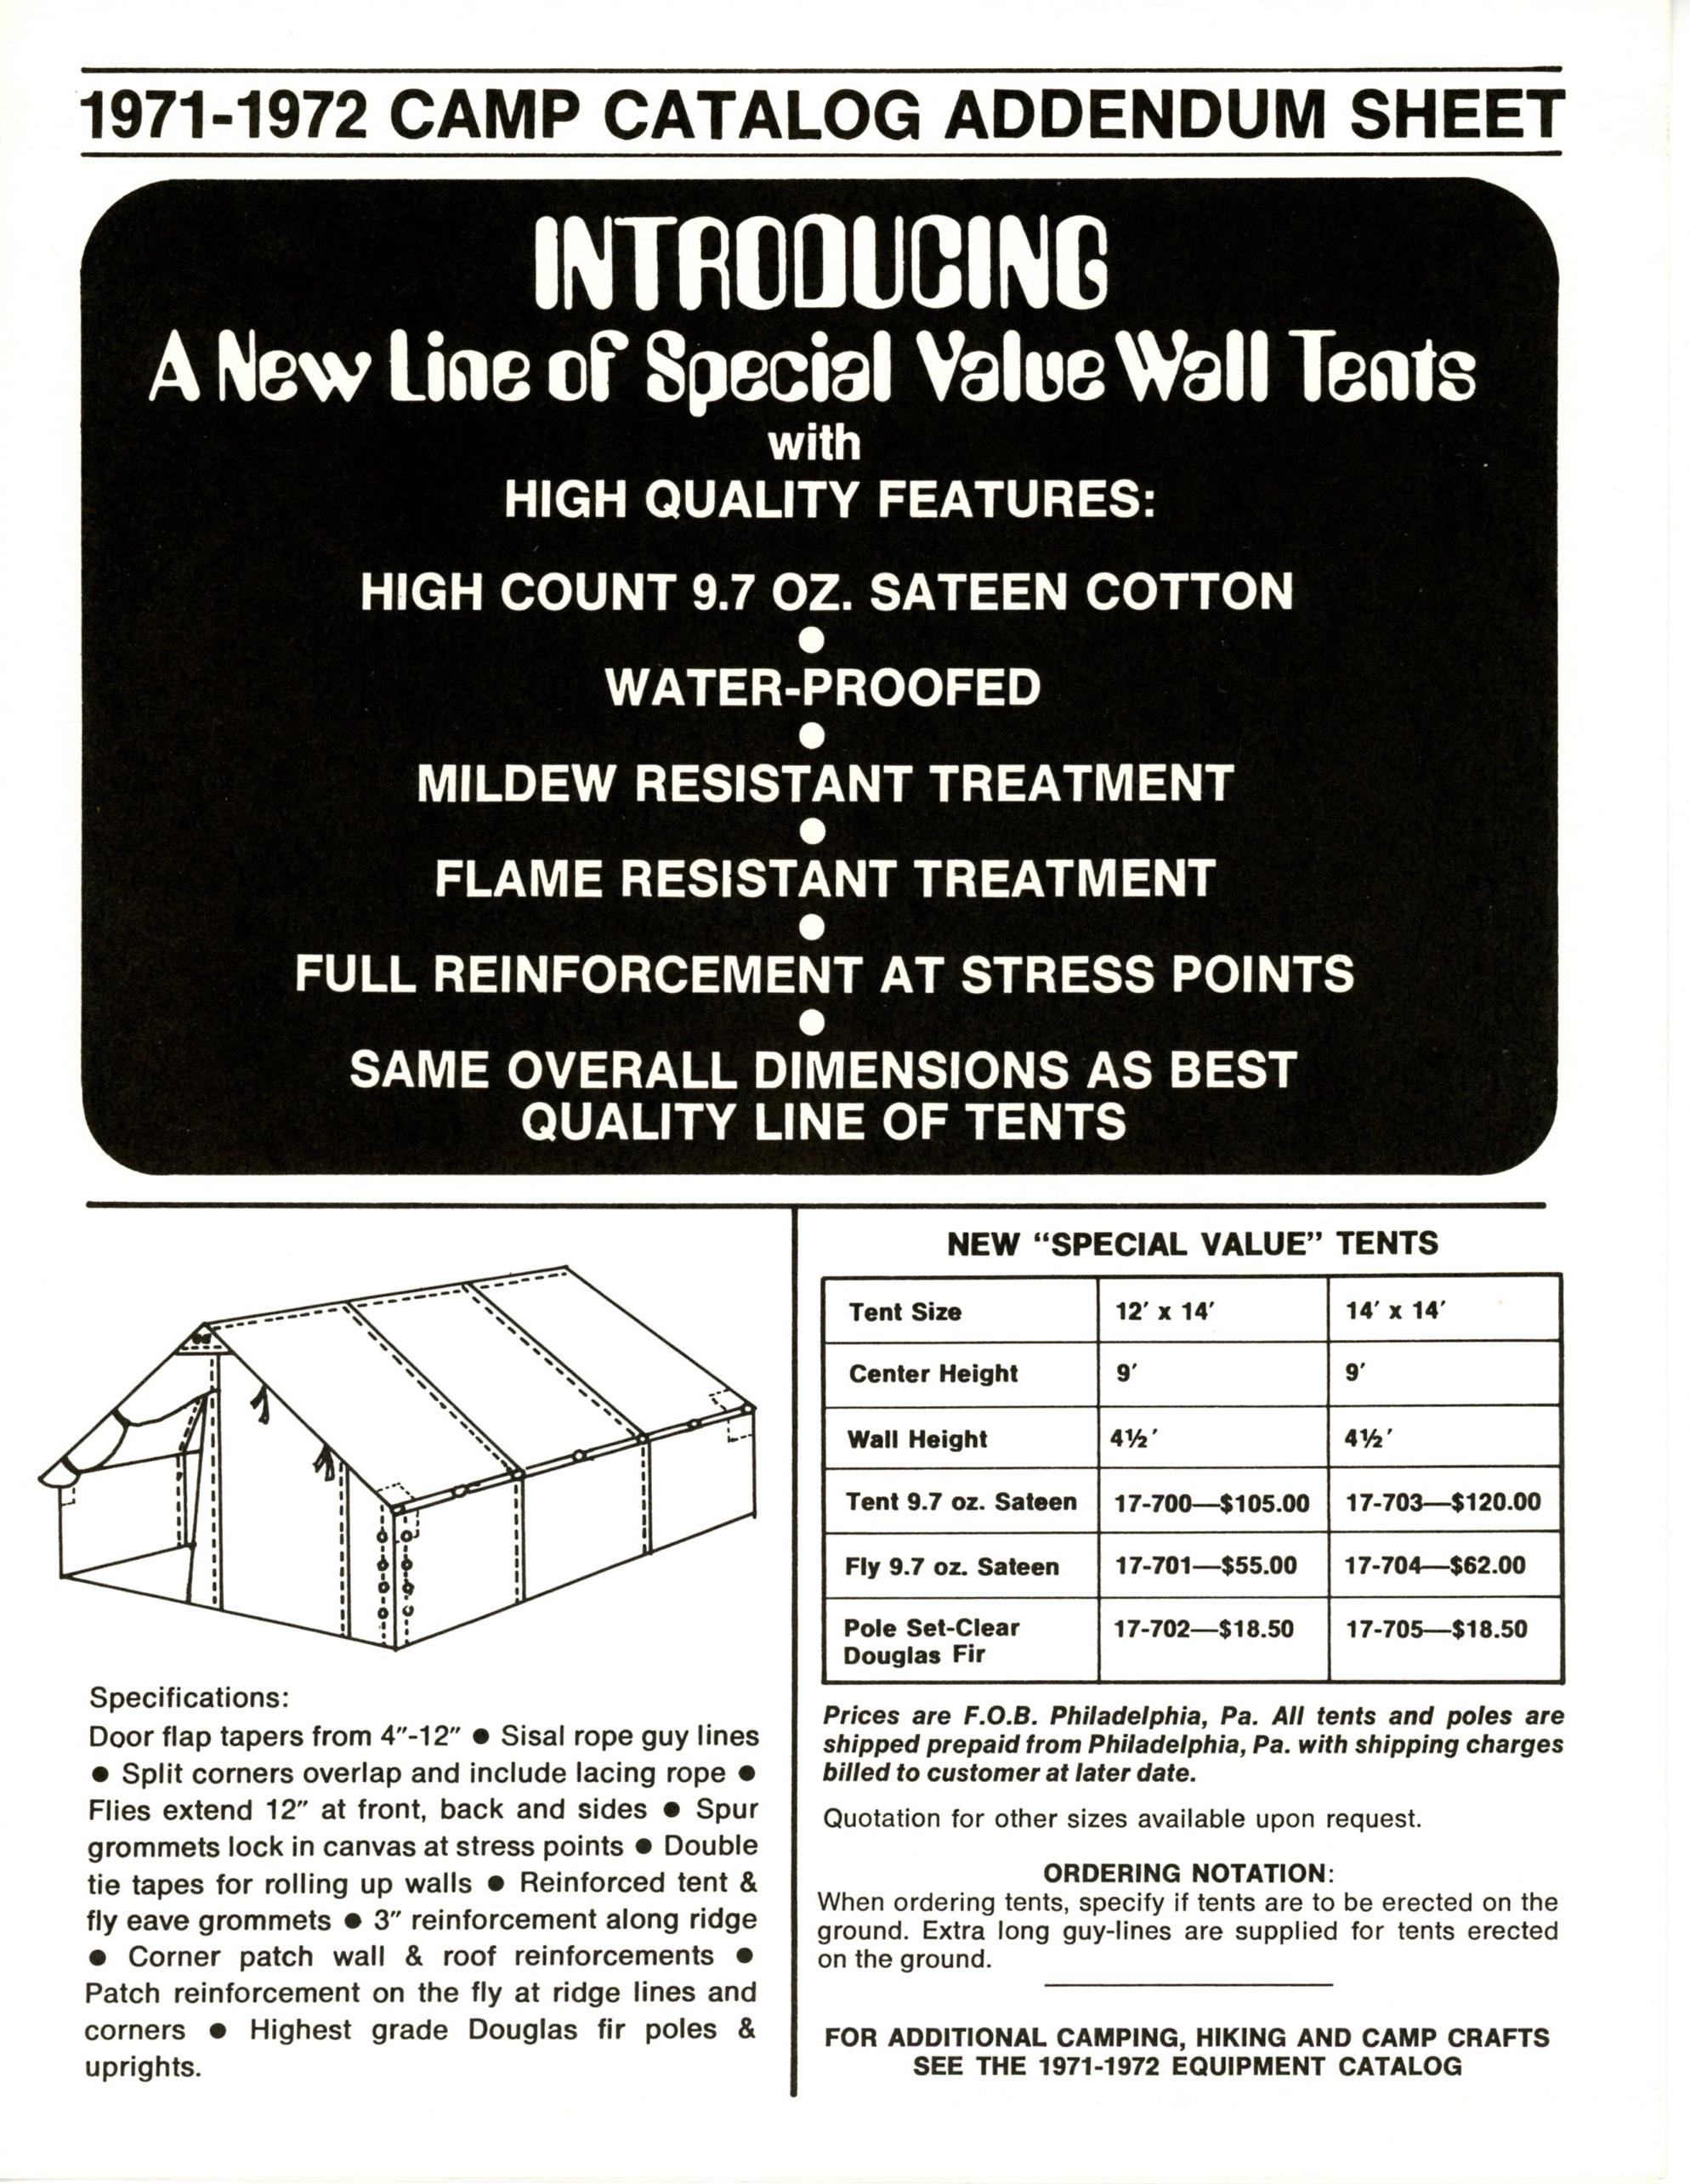 1971-1972 CAMP CATALOG ADDENDUM SHEET
INTRODUCING
A New Line of Special Value Wall Tents
with
HIGH QUALITY FEATURES:
HIGH COUNT 9.7 OZ. SATEEN COTTON
●
WATER-PROOFED
●
MILDEW RESISTANT TREATMENT
●
FLAME RESISTANT TREATMENT
●
FULL REINFORCEMENT AT STRESS POINTS
●
SAME OVERALL DIMENSIONS AS BEST
QUALITY LINE OF TENTS
Specifications:
Door flap tapers from 4″-12″ ● Sisal rope guy lines
● Split corners overlap and include lacing rope ●
Flies extend 12″ at front, back and sides ● Spur
grommets lock in canvas at stress points ● Double
tie tapes for rolling up walls ● Reinforced tent &
fly eave grommets ● 3″ reinforcement along ridge
● Corner patch wall & roof reinforcements ●
Patch reinforcement on the fly at ridge lines and
corners ● Highest grade Douglas fir poles &
uprights.
NEW “SPECIAL VALUE” TENTS
Tent Size 12′ x 14′ 14′ x 14′
Center Height 9′ 9′
Wall Height 4½′ 4½′
Tent 9.7 oz. Sateen 17-700—$105.00 17-703—$120.00
Fly 9.7 oz. Sateen 17-701—$55.00 17-704—$62.00
Pole Set-Clear 17-702—$18.50 17-705—$18.50
Douglas Fir
Prices are F.O.B. Philadelphia, Pa. All tents and poles are
shipped prepaid from Philadelphia, Pa. with shipping charges
billed to customer at later date.
Quotation for other sizes available upon request.
ORDERING NOTATION:
When ordering tents, specify if tents are to be erected on the
ground. Extra long guy-lines are supplied for tents erected
on the ground.
FOR ADDITIONAL CAMPING, HIKING AND CAMP CRAFTS
SEE THE 1971-1972 EQUIPMENT CATALOG